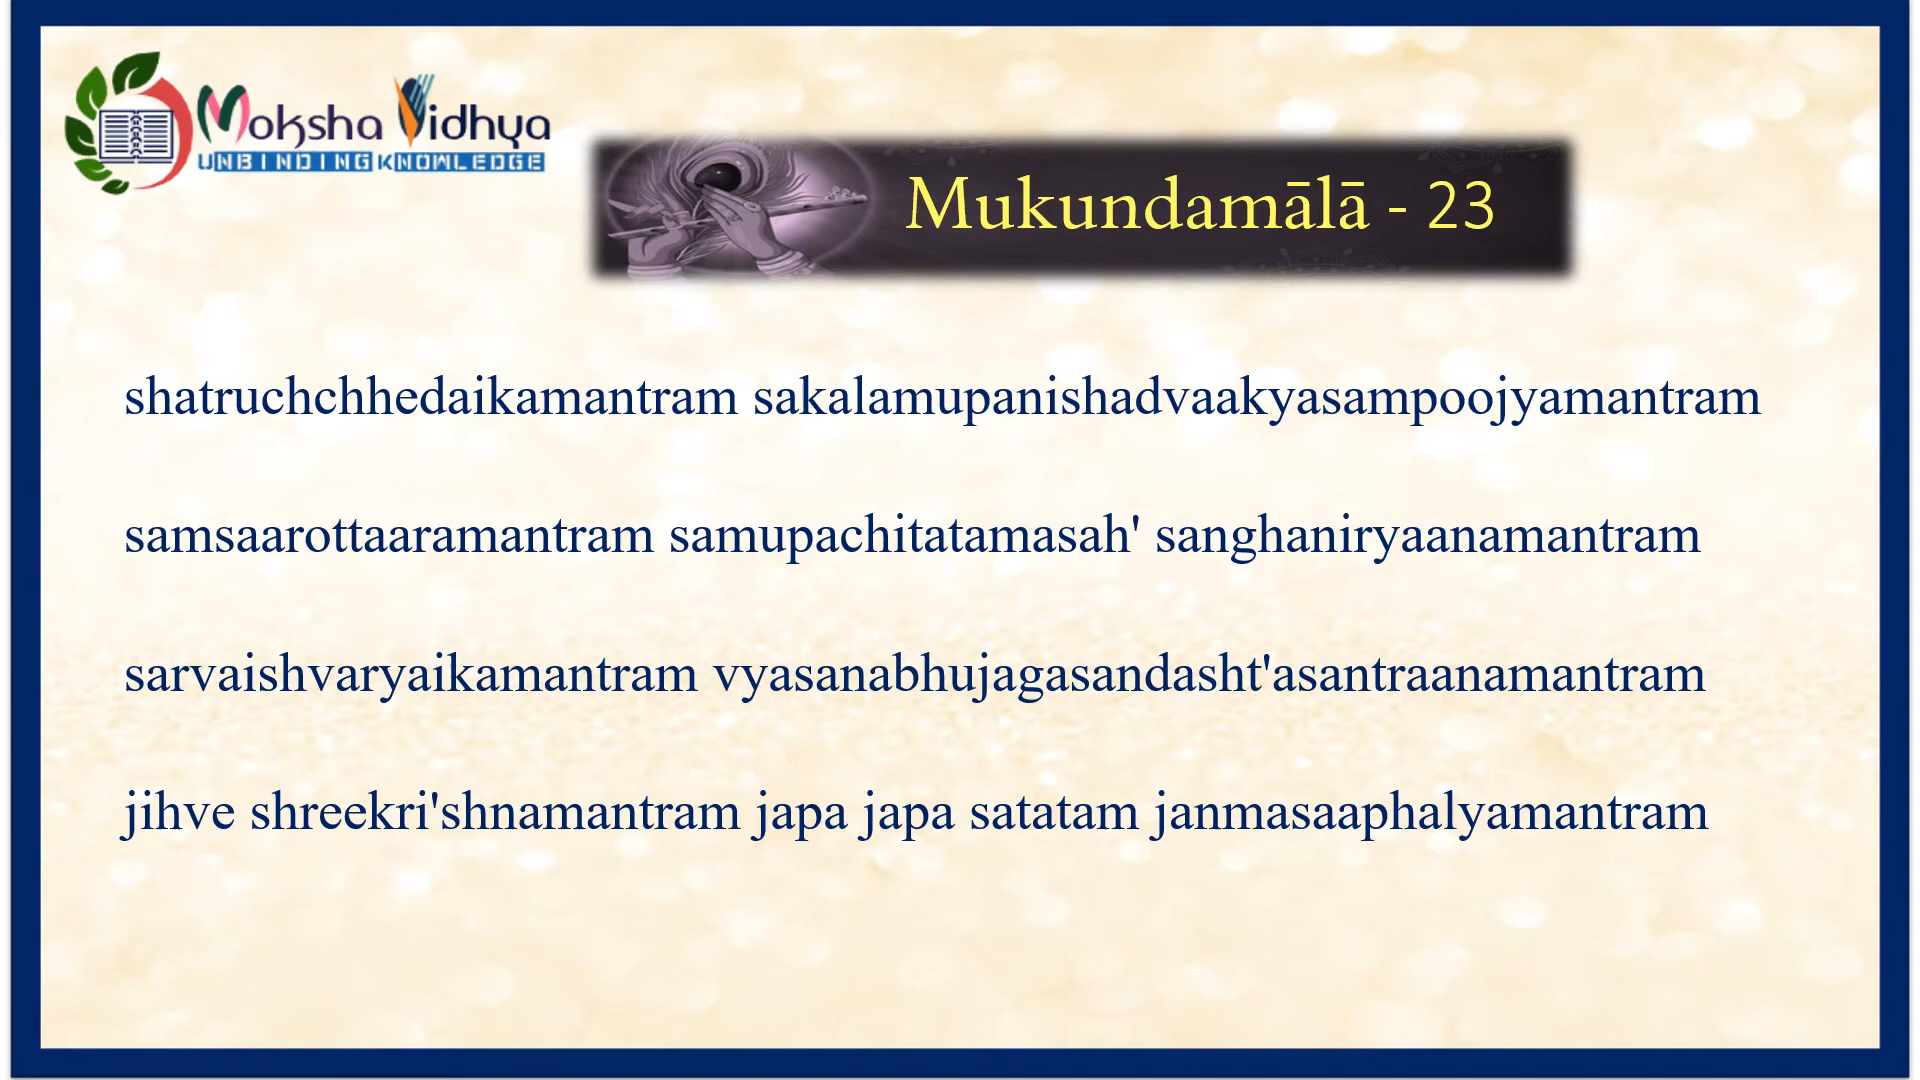 Moksha Vidhya
UNBINDING KNOWLEDGE
Mukundamālā - 23
shatruchchhedaikamantram sakalamupanishadvaakyasampoojyamantram
samsaarottaaramantram samupachitatamasah' sanghaniryaanamantram
sarvaishvaryaikamantram vyasanabhujagasandasht'asantraanamantram
jihve shreekri'shnamantram japa japa satatam janmasaaphalyamantram